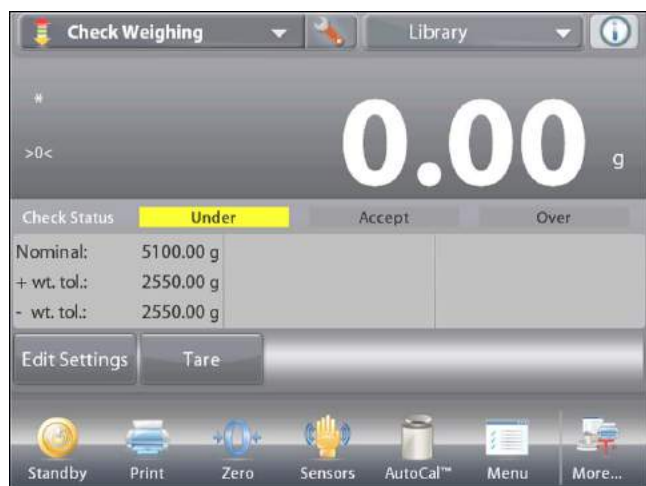 Check Weighing
Library
*
>0<
0.00 g
Check Status Under Accept Over
Nominal: 5100.00 g
+ wt. tol.: 2550.00 g
- wt. tol.: 2550.00 g
Edit Settings Tare
Standby Print Zero Sensors AutoCal™ Menu More...